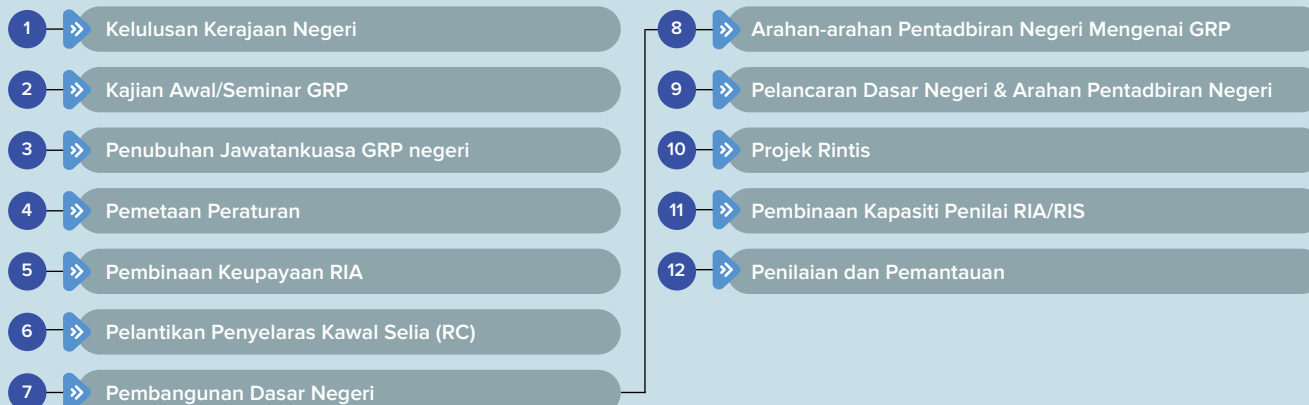 1 Kelulusan Kerajaan Negeri
2 Kajian Awal/Seminar GRP
3 Penubuhan Jawatankuasa GRP negeri
4 Pemetaan Peraturan
5 Pembinaan Keupayaan RIA
6 Pelantikan Penyelaras Kawal Selia (RC)
7 Pembangunan Dasar Negeri
8 Arahan-arahan Pentadbiran Negeri Mengenai GRP
9 Pelancaran Dasar Negeri & Arahan Pentadbiran Negeri
10 Projek Rintis
11 Pembinaan Kapasiti Penilai RIA/RIS
12 Penilaian dan Pemantauan